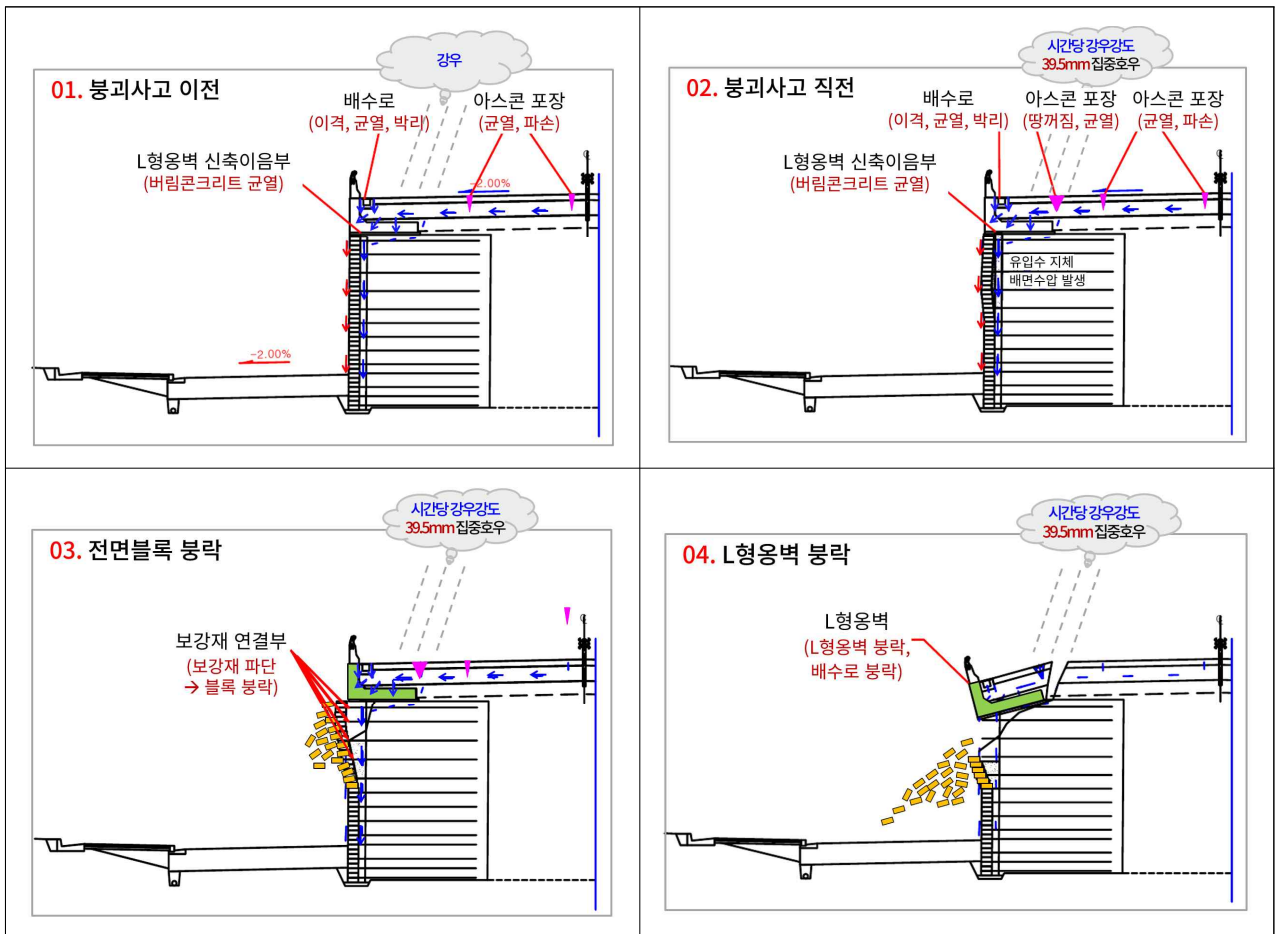 01. 붕괴사고 이전
강우
배수로
(이격, 균열, 박리)
아스콘 포장
(균열, 파손)
L형옹벽 신축이음부
(버림콘크리트 균열)
-2.00%
-2.00%
02. 붕괴사고 직전
시간당 강우강도
39.5mm 집중호우
배수로
(이격, 균열, 박리)
아스콘 포장
(땅꺼짐, 균열)
아스콘 포장
(균열, 파손)
L형옹벽 신축이음부
(버림콘크리트 균열)
유입수 지체
배면수압 발생
03. 전면블록 붕락
시간당 강우강도
39.5mm 집중호우
보강재 연결부
(보강재 파단
→ 블록 붕락)
04. L형옹벽 붕락
시간당 강우강도
39.5mm 집중호우
L형옹벽
(L형옹벽 붕락,
배수로 붕락)